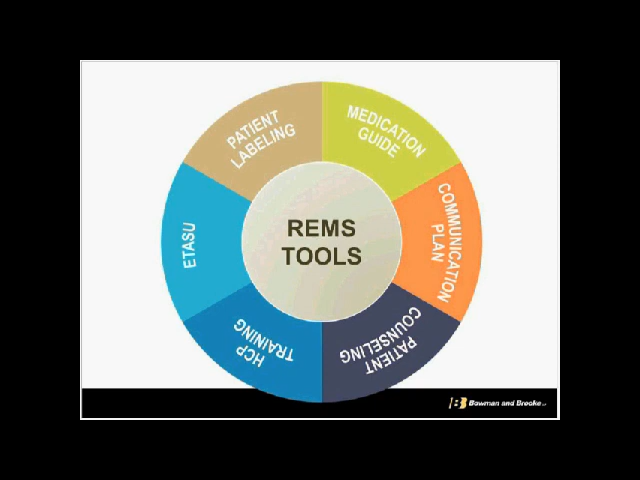 REMS
TOOLS
MEDICATION
GUIDE
COMMUNICATION
PLAN
PATIENT
COUNSELING
HCP
TRAINING
ETASU
PATIENT
LABELING
Bowman and Brooke